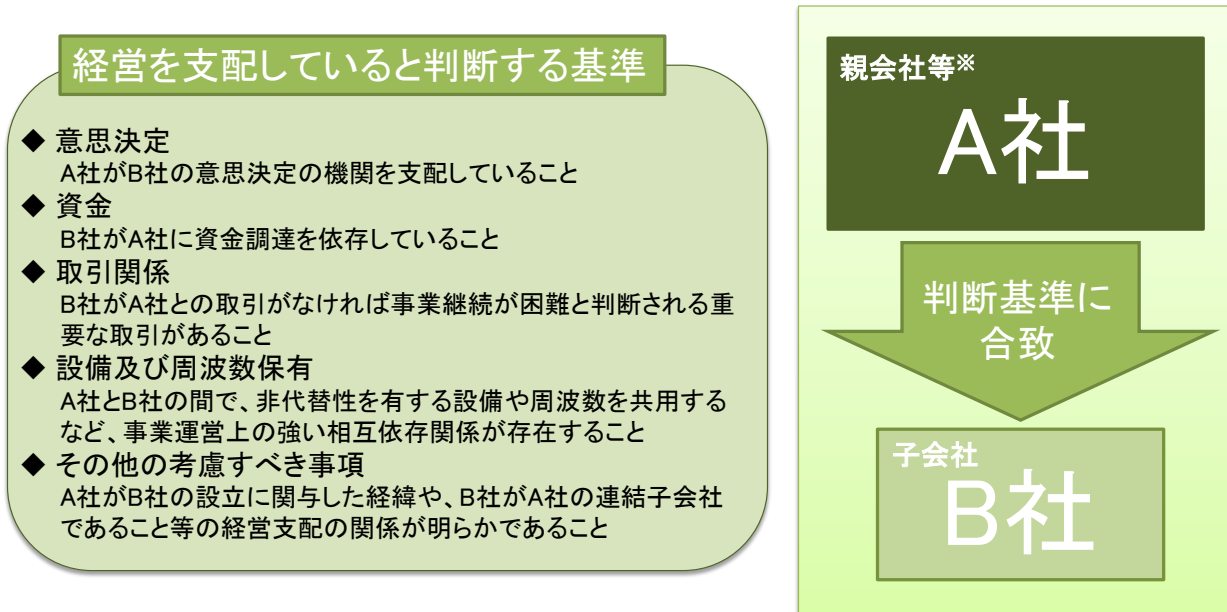 経営を支配していると判断する基準
◆ 意思決定
A社がB社の意思決定の機関を支配していること
◆ 資金
B社がA社に資金調達を依存していること
◆ 取引関係
B社がA社との取引がなければ事業継続が困難と判断される重
要な取引があること
◆ 設備及び周波数保有
A社とB社の間で、非代替性を有する設備や周波数を共用する
など、事業運営上の強い相互依存関係が存在すること
◆ その他の考慮すべき事項
A社がB社の設立に関与した経緯や、B社がA社の連結子会社
であること等の経営支配の関係が明らかであること
親会社等※
A社
判断基準に
合致
子会社
B社